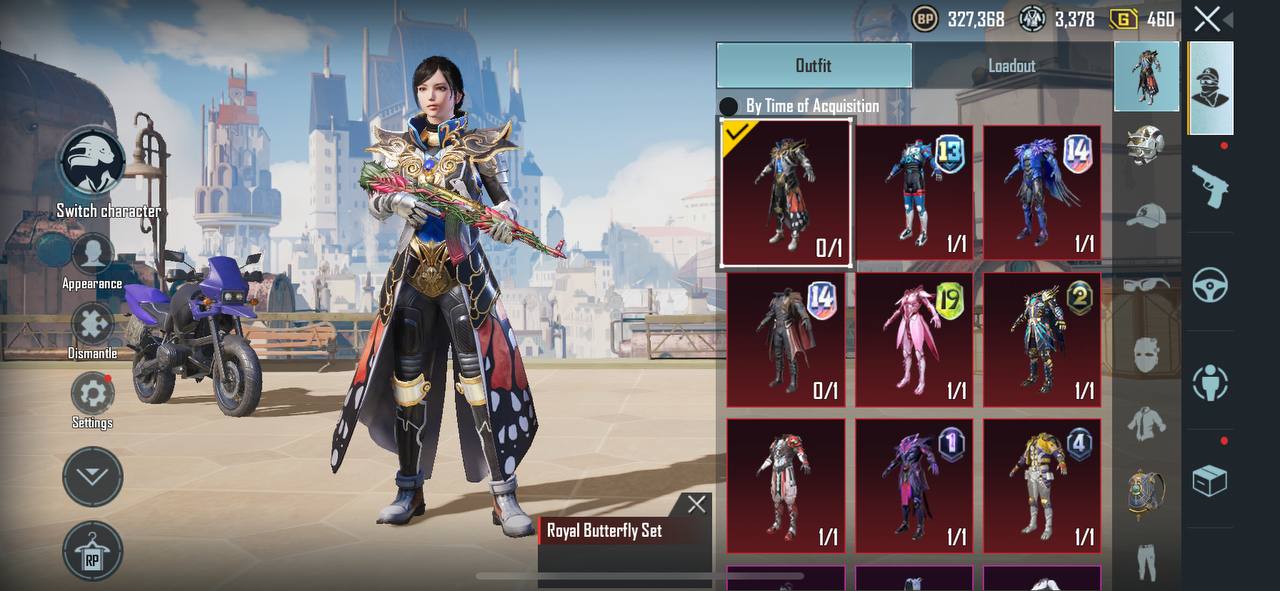 BP 327,368 3,378 G 460
Outfit
Loadout
By Time of Acquisition
0/1
13
1/1
14
1/1
14
0/1
19
1/1
2
1/1
1/1
1
1/1
4
1/1
Switch character
Appearance
Dismantle
Settings
RP
Royal Butterfly Set